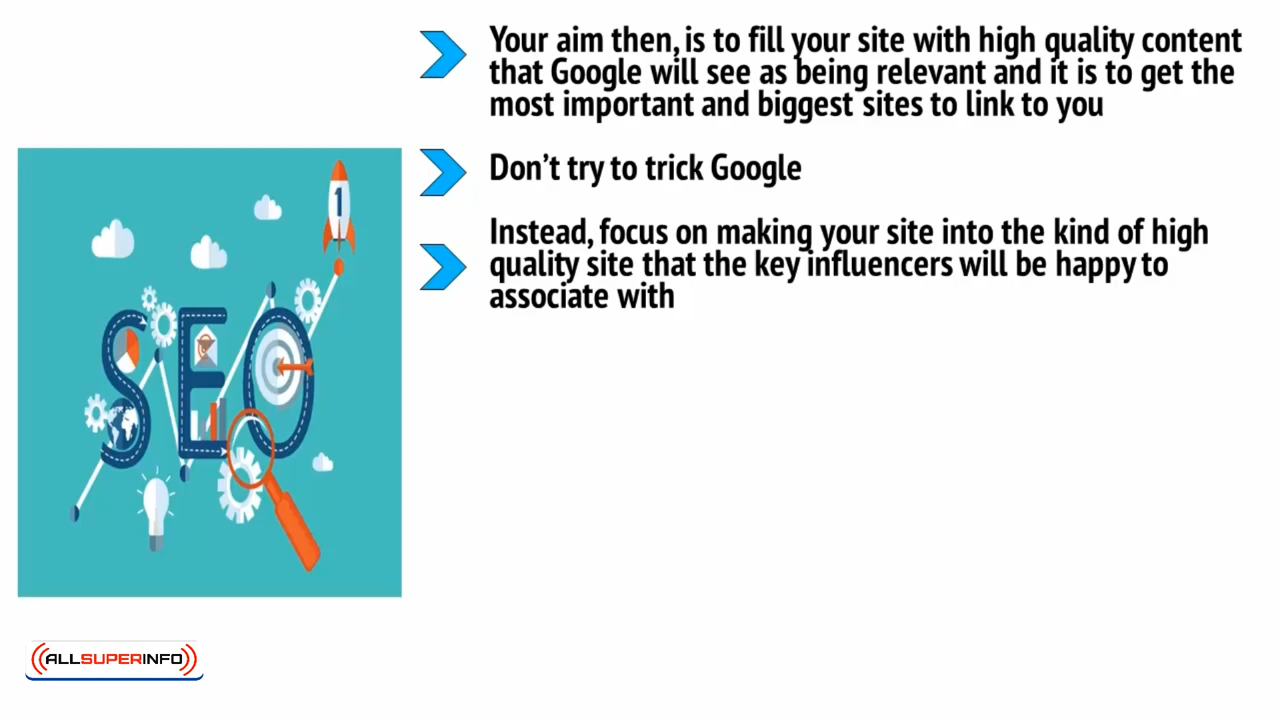 Your aim then, is to fill your site with high quality content
that Google will see as being relevant and it is to get the
most important and biggest sites to link to you
Don't try to trick Google
Instead, focus on making your site into the kind of high
quality site that the key influencers will be happy to
associate with
1
SEO
ALLSUPERINFO